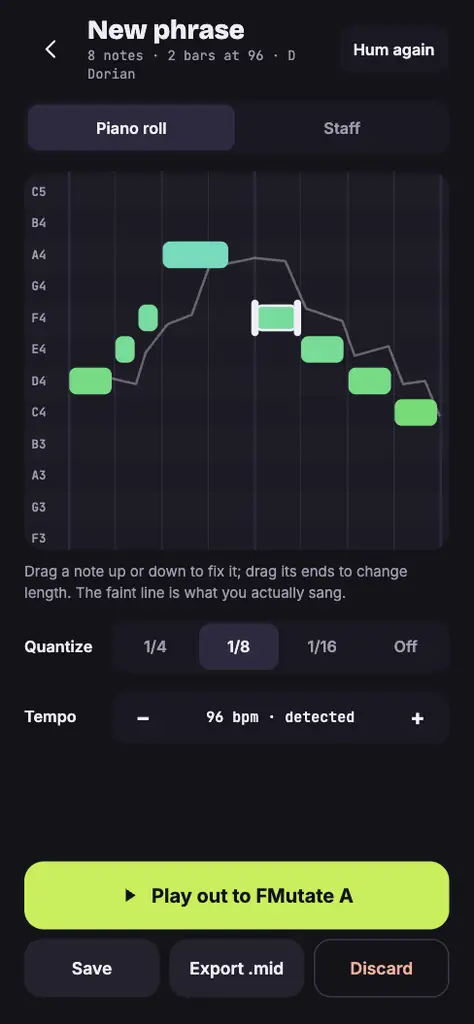 New phrase
8 notes · 2 bars at 96 · D
Dorian
Hum again
Piano roll
Staff
C5
B4
A4
G4
F4
E4
D4
C4
B3
A3
G3
F3
Drag a note up or down to fix it; drag its ends to change
length. The faint line is what you actually sang.
Quantize
1/4
1/8
1/16
Off
Tempo
− 96 bpm · detected +
Play out to FMutate A
Save
Export .mid
Discard